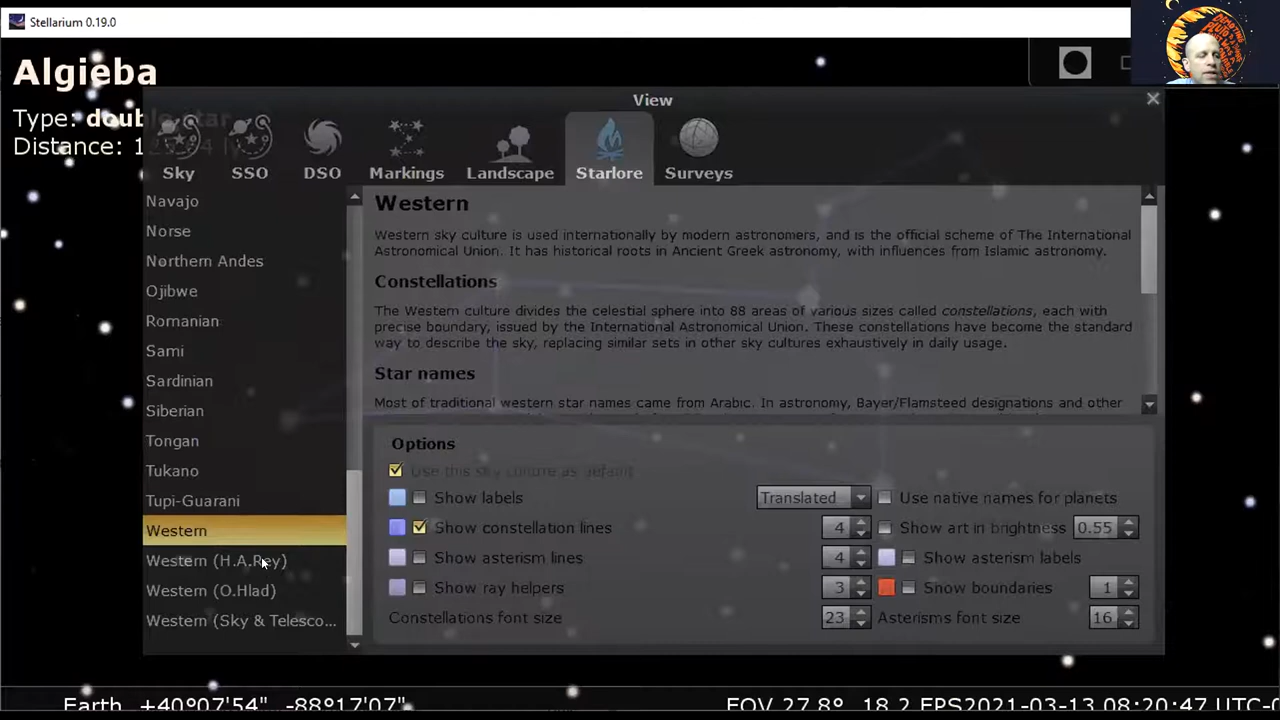 Stellarium 0.19.0
Algieba
Type: double star
Distance: 1
View
Sky SSO DSO Markings Landscape Starlore Surveys
Navajo
Norse
Northern Andes
Ojibwe
Romanian
Sami
Sardinian
Siberian
Tongan
Tukano
Tupi-Guarani
Western
Western (H.A.Rey)
Western (O.Hlad)
Western (Sky & Telesco...
Western
Western sky culture is used internationally by modern astronomers, and is the official scheme of The International
Astronomical Union. It has historical roots in Ancient Greek astronomy, with influences from Islamic astronomy.
Constellations
The Western culture divides the celestial sphere into 88 areas of various sizes called constellations, each with
precise boundary, issued by the International Astronomical Union. These constellations have become the standard
way to describe the sky, replacing similar sets in other sky cultures exhaustively in daily usage.
Star names
Most of traditional western star names came from Arabic. In astronomy, Bayer/Flamsteed designations and other
Options
Use this sky culture as default
Show labels Translated Use native names for planets
Show constellation lines 4 Show art in brightness 0.55
Show asterism lines 4 Show asterism labels
Show ray helpers 3 Show boundaries 1
Constellations font size 23 Asterisms font size 16
Earth, +40°07'54", -88°17'07" FOV 27.8° 18.2 FPS 2021-03-13 08:20:47 UTC-0